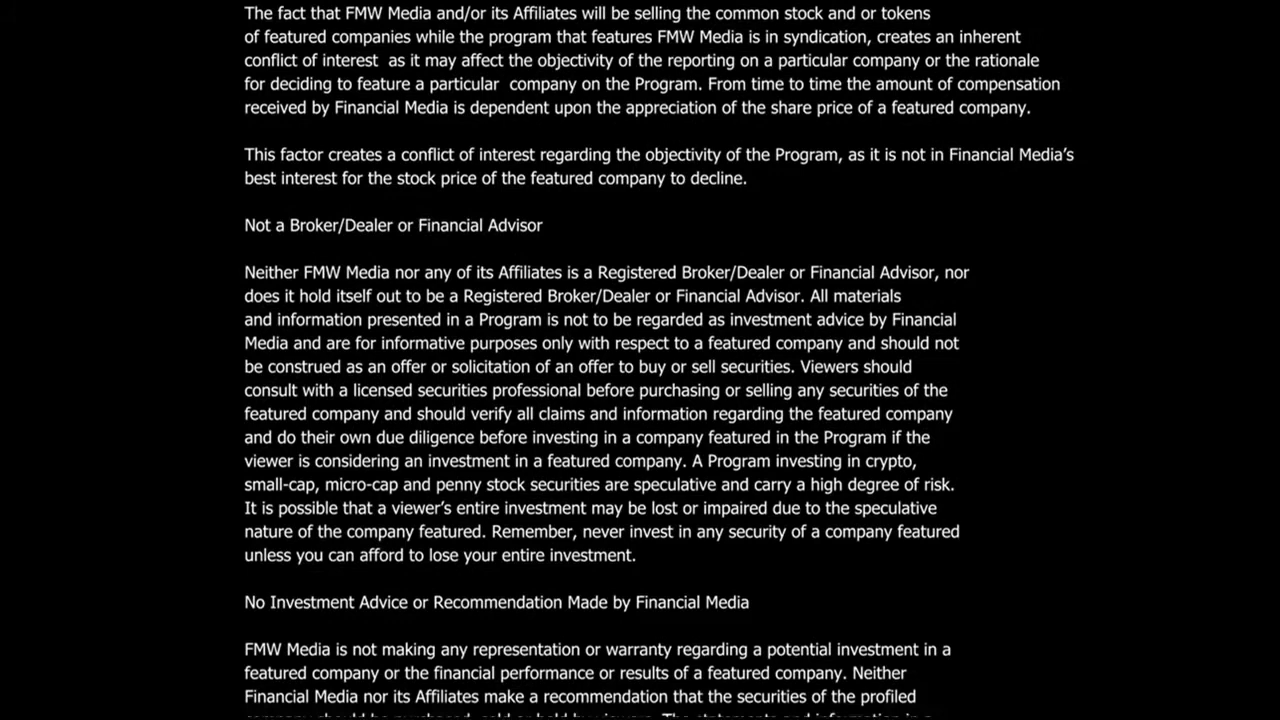 The fact that FMW Media and/or its Affiliates will be selling the common stock and or tokens
of featured companies while the program that features FMW Media is in syndication, creates an inherent
conflict of interest  as it may affect the objectivity of the reporting on a particular company or the rationale
for deciding to feature a particular  company on the Program. From time to time the amount of compensation
received by Financial Media is dependent upon the appreciation of the share price of a featured company.
This factor creates a conflict of interest regarding the objectivity of the Program, as it is not in Financial Media’s
best interest for the stock price of the featured company to decline.
Not a Broker/Dealer or Financial Advisor
Neither FMW Media nor any of its Affiliates is a Registered Broker/Dealer or Financial Advisor, nor
does it hold itself out to be a Registered Broker/Dealer or Financial Advisor. All materials
and information presented in a Program is not to be regarded as investment advice by Financial
Media and are for informative purposes only with respect to a featured company and should not
be construed as an offer or solicitation of an offer to buy or sell securities. Viewers should
consult with a licensed securities professional before purchasing or selling any securities of the
featured company and should verify all claims and information regarding the featured company
and do their own due diligence before investing in a company featured in the Program if the
viewer is considering an investment in a featured company. A Program investing in crypto,
small-cap, micro-cap and penny stock securities are speculative and carry a high degree of risk.
It is possible that a viewer’s entire investment may be lost or impaired due to the speculative
nature of the company featured. Remember, never invest in any security of a company featured
unless you can afford to lose your entire investment.
No Investment Advice or Recommendation Made by Financial Media
FMW Media is not making any representation or warranty regarding a potential investment in a
featured company or the financial performance or results of a featured company. Neither
Financial Media nor its Affiliates make a recommendation that the securities of the profiled